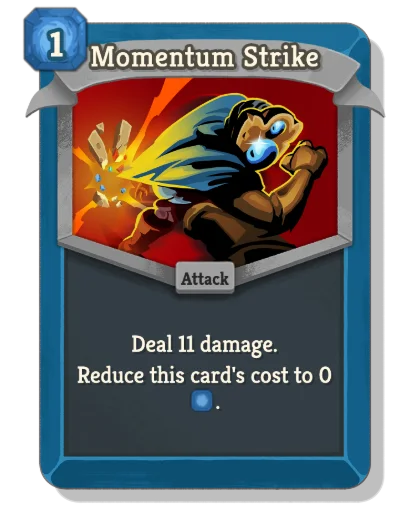 1
Momentum Strike
Attack
Deal 11 damage.
Reduce this card's cost to 0
.